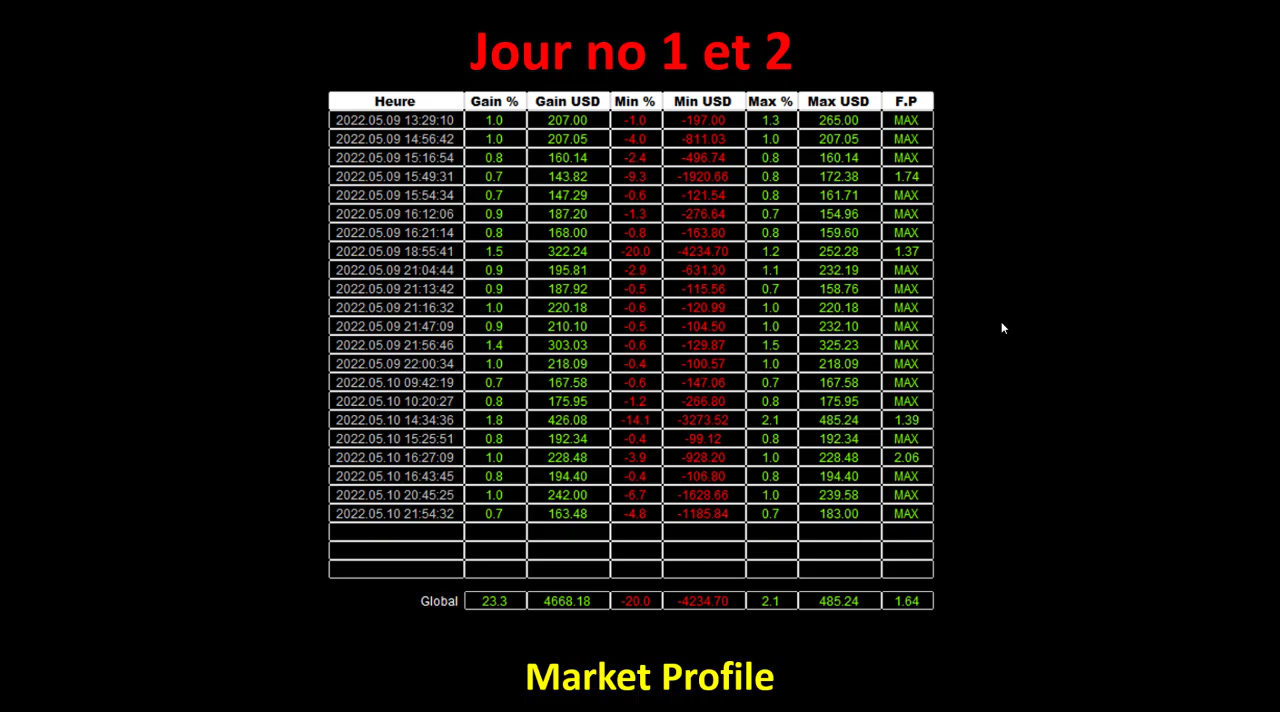 Jour no 1 et 2
Heure Gain % Gain USD Min % Min USD Max % Max USD F.P
2022.05.09 13:29:10 1.0 207.00 -1.0 -197.00 1.3 265.00 MAX
2022.05.09 14:56:42 1.0 207.05 -4.0 -811.03 1.0 207.05 MAX
2022.05.09 15:16:54 0.8 160.14 -2.4 -496.74 0.8 160.14 MAX
2022.05.09 15:49:31 0.7 143.82 -9.3 -1920.66 0.8 172.38 1.74
2022.05.09 15:54:34 0.7 147.29 -0.6 -121.54 0.8 161.71 MAX
2022.05.09 16:12:06 0.9 187.20 -1.3 -276.64 0.7 154.96 MAX
2022.05.09 16:21:14 0.8 168.00 -0.8 -163.80 0.8 159.60 MAX
2022.05.09 18:55:41 1.5 322.24 -20.0 -4234.70 1.2 252.28 1.37
2022.05.09 21:04:44 0.9 195.81 -2.9 -631.30 1.1 232.19 MAX
2022.05.09 21:13:42 0.9 187.92 -0.5 -115.56 0.7 158.76 MAX
2022.05.09 21:16:32 1.0 220.18 -0.6 -120.99 1.0 220.18 MAX
2022.05.09 21:47:09 0.9 210.10 -0.5 -104.50 1.0 232.10 MAX
2022.05.09 21:56:46 1.4 303.03 -0.6 -129.87 1.5 325.23 MAX
2022.05.09 22:00:34 1.0 218.09 -0.4 -100.57 1.0 218.09 MAX
2022.05.10 09:42:19 0.7 167.58 -0.6 -147.06 0.7 167.58 MAX
2022.05.10 10:20:27 0.8 175.95 -1.2 -266.80 0.8 175.95 MAX
2022.05.10 14:34:36 1.8 426.08 -14.1 -3273.52 2.1 485.24 1.39
2022.05.10 15:25:51 0.8 192.34 -0.4 -99.12 0.8 192.34 MAX
2022.05.10 16:27:09 1.0 228.48 -3.9 -928.20 1.0 228.48 2.06
2022.05.10 16:43:45 0.8 194.40 -0.4 -106.80 0.8 194.40 MAX
2022.05.10 20:45:25 1.0 242.00 -6.7 -1628.66 1.0 239.58 MAX
2022.05.10 21:54:32 0.7 163.48 -4.8 -1185.84 0.7 183.00 MAX
Global 23.3 4668.18 -20.0 -4234.70 2.1 485.24 1.64
Market Profile